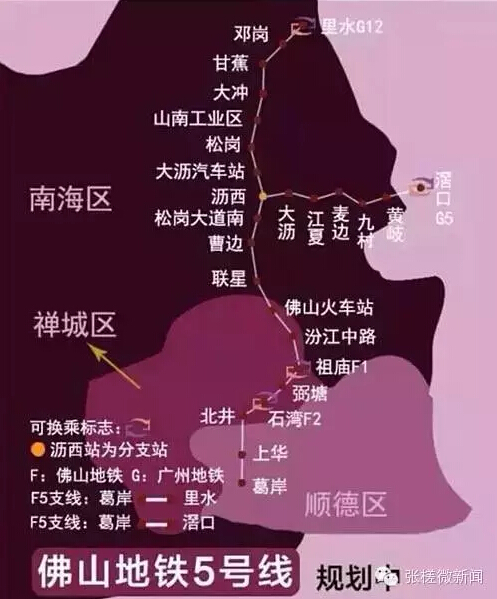 里水G12
邓岗
甘蕉
大冲
山南工业区
松岗
大沥汽车站
沥西
大沥
江夏
麦边
九村
黄岐
滘口G5
南海区
松岗大道南
曹边
联星
佛山火车站
汾江中路
禅城区
祖庙F1
弼塘
石湾F2
北井
上华
葛岸
顺德区
可换乘标志:
沥西站为分支站
F:佛山地铁 G:广州地铁
F5支线:葛岸 里水
F5支线:葛岸 滘口
佛山地铁5号线
规划中
张槎微新闻